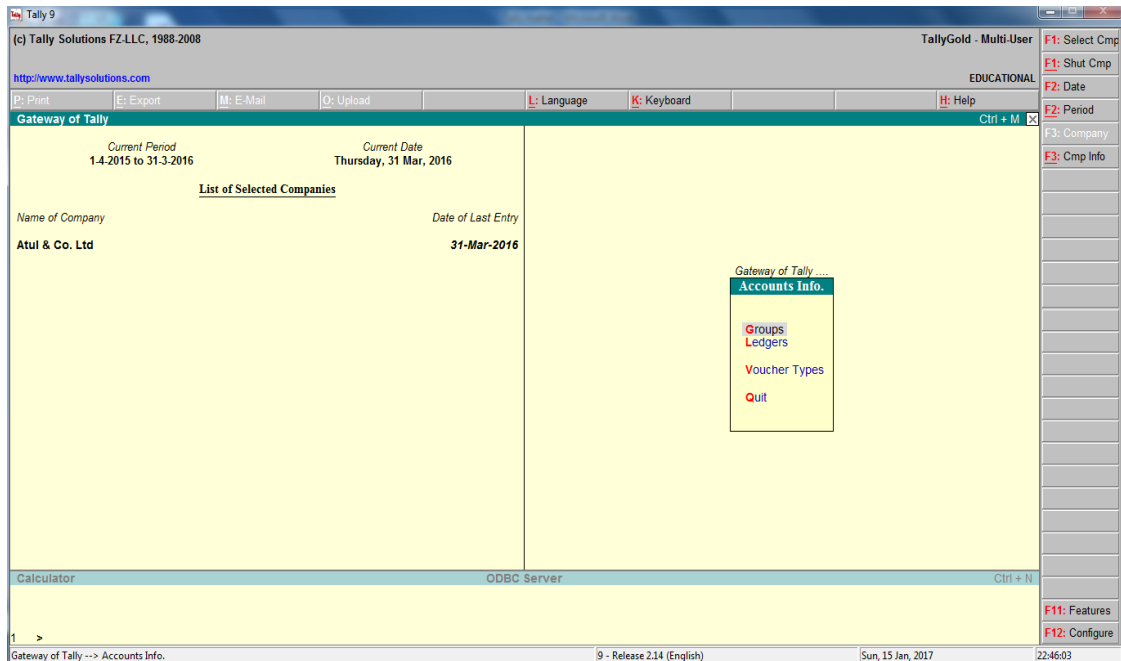 Tally 9
(c) Tally Solutions FZ-LLC, 1988-2008
TallyGold - Multi-User
http://www.tallysolutions.com
EDUCATIONAL
P: Print E: Export M: E-Mail O: Upload L: Language K: Keyboard H: Help
Gateway of Tally
Ctrl + M
Current Period
Current Date
1-4-2015 to 31-3-2016
Thursday, 31 Mar, 2016
List of Selected Companies
Name of Company
Date of Last Entry
Atul & Co. Ltd
31-Mar-2016
Gateway of Tally ....
Accounts Info.
Groups
Ledgers
Voucher Types
Quit
F1: Select Cmp
F1: Shut Cmp
F2: Date
F2: Period
F3: Company
F3: Cmp Info
F11: Features
F12: Configure
Calculator
ODBC Server
Ctrl + N
1 >
Gateway of Tally --> Accounts Info.
9 - Release 2.14 (English)
Sun, 15 Jan, 2017
22:46:03